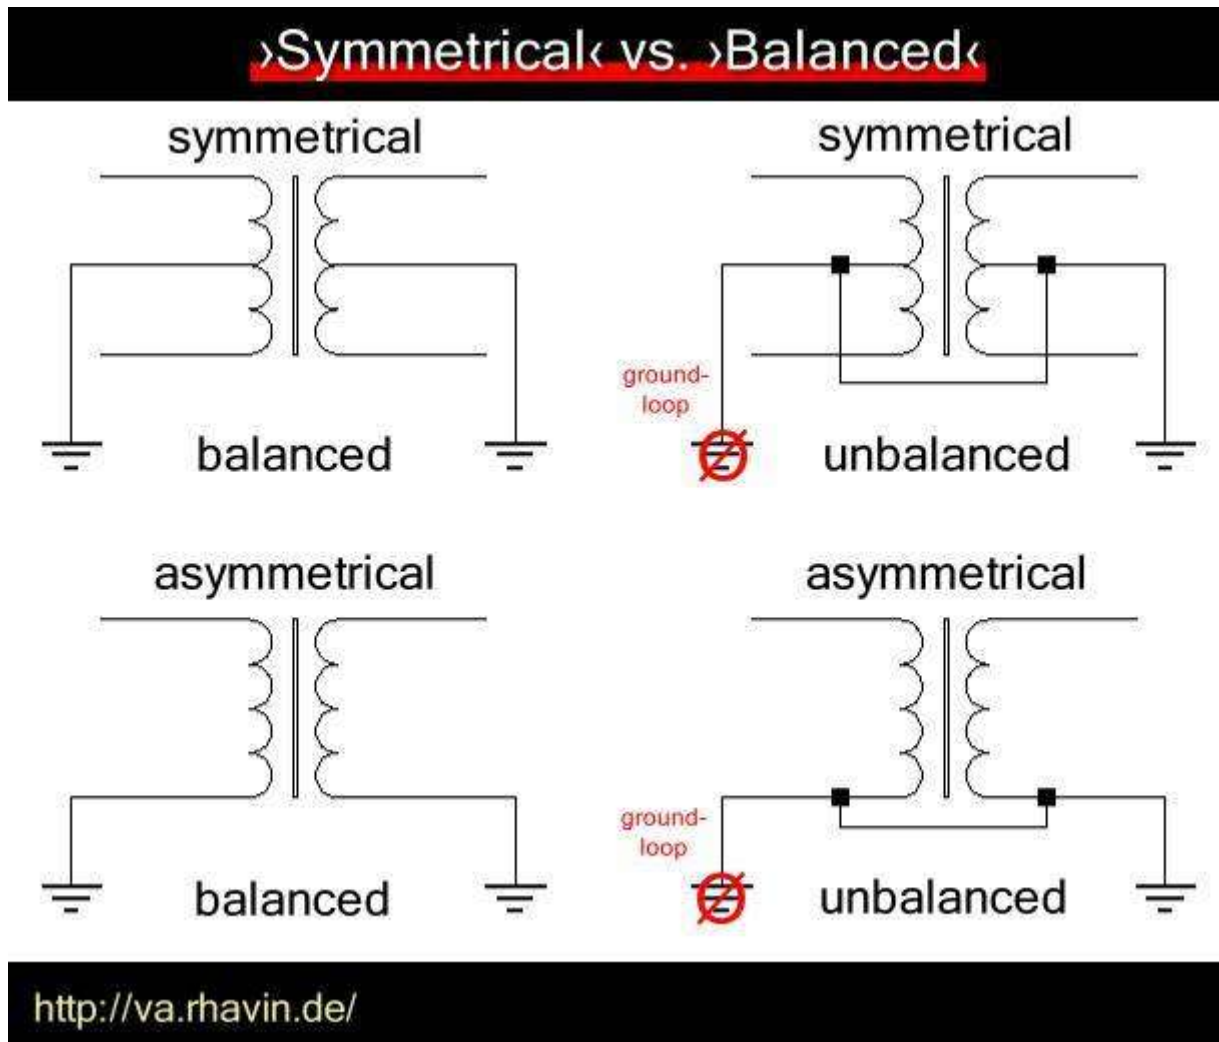 ›Symmetrical‹ vs. ›Balanced‹
symmetrical
symmetrical
ground-
loop
balanced
unbalanced
asymmetrical
asymmetrical
ground-
loop
balanced
unbalanced
http://va.rhavin.de/